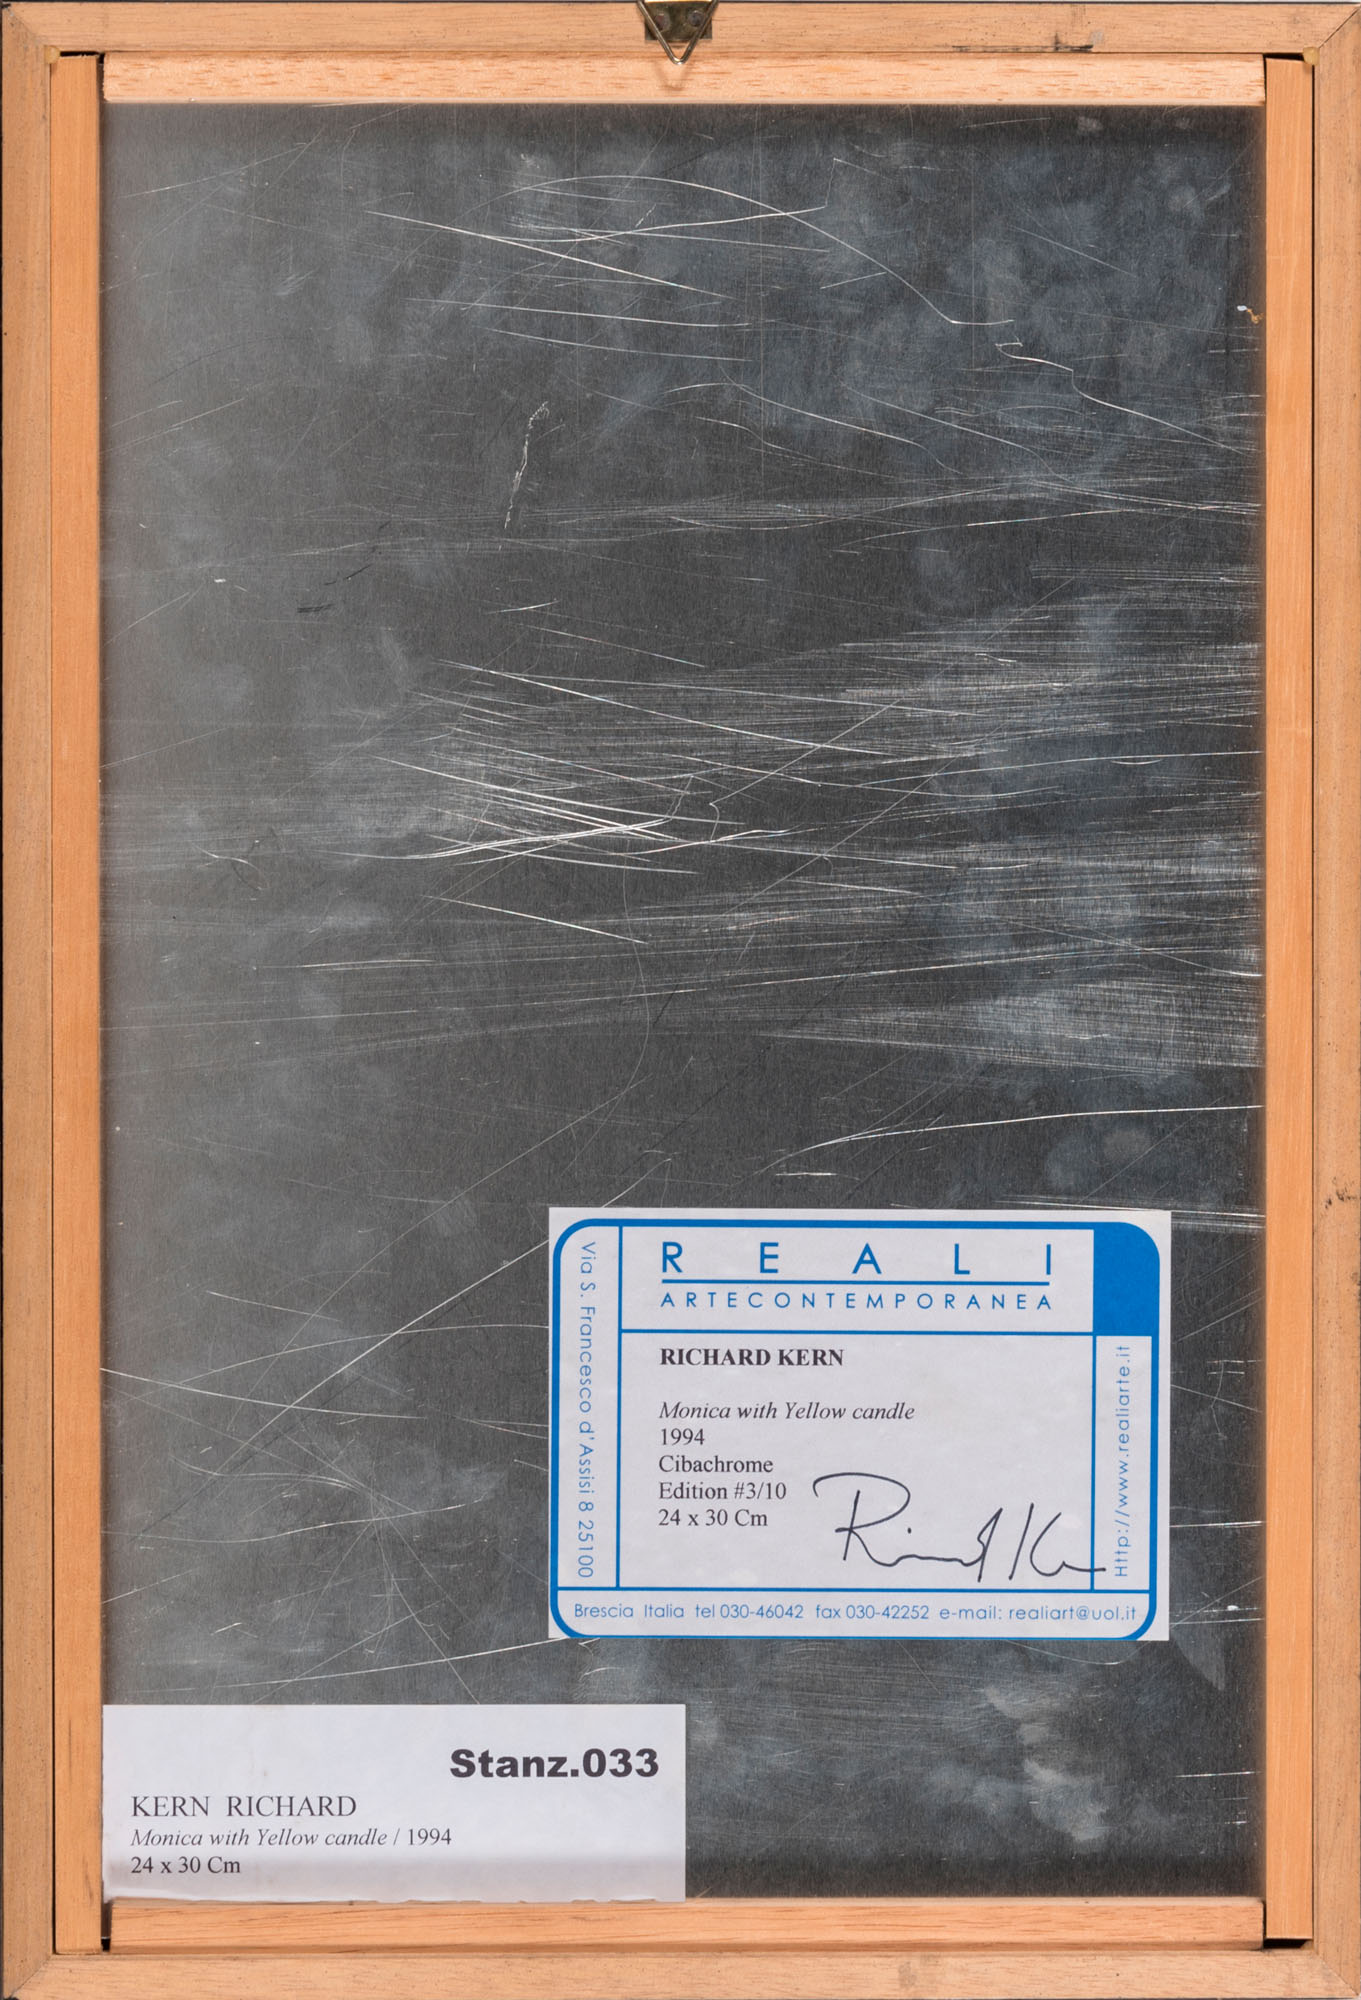 REALI
ARTECONTEMPORANEA
Via S. Francesco d'Assisi 8 25100
RICHARD KERN
Monica with Yellow candle
1994
Cibachrome
Edition #3/10
24 x 30 Cm
Richard Kern
Http://www.realiarte.it
Brescia Italia tel 030-46042 fax 030-42252 e-mail: realiart@uol.it
Stanz.033
KERN RICHARD
Monica with Yellow candle / 1994
24 x 30 Cm